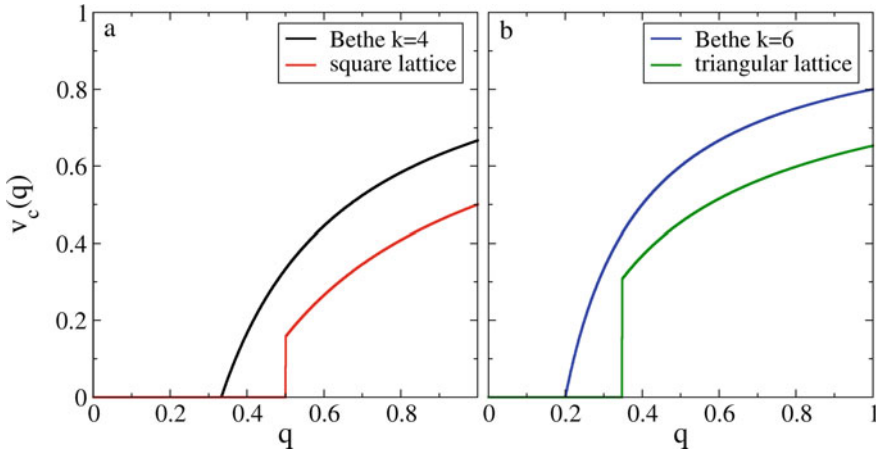 a
Bethe k=4
square lattice
b
Bethe k=6
triangular lattice
1
0.8
0.6
0.4
0.2
0
v_c(q)
0 0.2 0.4 0.6 0.8
0 0.2 0.4 0.6 0.8 1
q
q